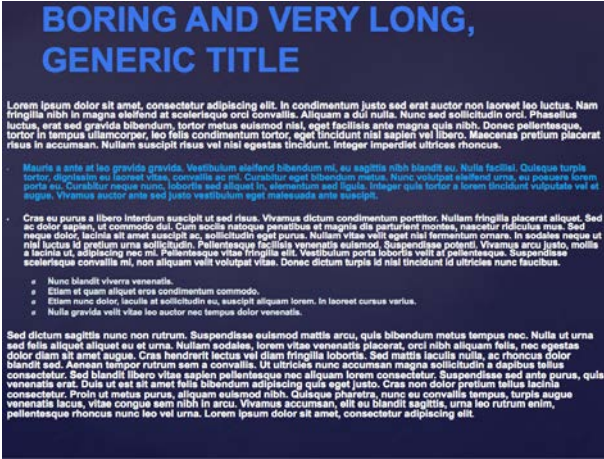 BORING AND VERY LONG,
GENERIC TITLE
Lorem ipsum dolor sit amet, consectetur adipiscing elit. In condimentum justo sed erat auctor non laoreet leo luctus. Nam
fringilla nibh in magna eleifend at scelerisque orci convallis. Aliquam a dui nulla. Nunc sed sollicitudin orci. Phasellus
luctus, erat sed gravida bibendum, tortor metus euismod nisl, eget facilisis ante magna quis nibh. Donec pellentesque,
tortor in tempus ullamcorper, leo felis condimentum tortor, eget tincidunt nisl sapien vel libero. Maecenas pretium placerat
risus in accumsan. Nullam suscipit risus vel nisi egestas tincidunt. Integer imperdiet ultrices rhoncus.
Mauris a ante at leo gravida gravida. Vestibulum eleifend bibendum mi, eu sagittis nibh blandit eu. Nulla facilisi. Quisque turpis
tortor, dignissim eu laoreet vitae, convallis ac mi. Curabitur eget bibendum metus. Nunc volutpat eleifend urna, eu posuere lorem
porta eu. Curabitur neque nunc, lobortis sed aliquet in, elementum sed ligula. Integer quis tortor a lorem tincidunt vulputate vel et
augue. Vivamus auctor ante sed justo vestibulum eget malesuada ante suscipit.
Cras eu purus a libero interdum suscipit ut sed risus. Vivamus dictum condimentum porttitor. Nullam fringilla placerat aliquet. Sed
ac dolor sapien, ut commodo dui. Cum sociis natoque penatibus et magnis dis parturient montes, nascetur ridiculus mus. Sed
neque dolor, lacinia sit amet suscipit ac, sollicitudin eget purus. Nullam vitae velit eget nisi fermentum ornare. In sodales neque ut
nisi luctus id pretium urna sollicitudin. Pellentesque facilisis venenatis euismod. Suspendisse potenti. Vivamus arcu justo, mollis
a lacinia ut, adipiscing nec mi. Pellentesque vitae fringilla elit. Vestibulum porta lobortis velit at pellentesque. Suspendisse
scelerisque convallis mi, non aliquam velit volutpat vitae. Donec dictum turpis id nisl tincidunt id ultricies nunc faucibus.
Nunc blandit viverra venenatis.
Etiam et quam aliquet eros condimentum commodo.
Etiam nunc dolor, iaculis at sollicitudin eu, suscipit aliquam lorem. In laoreet cursus varius.
Nulla gravida velit vitae leo auctor nec tempus dolor venenatis.
Sed dictum sagittis nunc non rutrum. Suspendisse euismod mattis arcu, quis bibendum metus tempus nec. Nulla ut urna
sed felis aliquet aliquet eu et urna. Nullam sodales, lorem vitae venenatis placerat, orci nibh aliquam felis, nec egestas
dolor diam sit amet augue. Cras hendrerit lectus vel diam fringilla lobortis. Sed mattis iaculis nulla, ac rhoncus dolor
blandit sed. Aenean tempor rutrum sem a convallis. Ut ultricies nunc accumsan magna sollicitudin a dapibus tellus
consectetur. Sed blandit libero vitae sapien pellentesque nec aliquam lorem consectetur. Suspendisse sed ante purus, quis
venenatis erat. Duis ut est sit amet felis bibendum adipiscing quis eget justo. Cras non dolor pretium tellus lacinia
consectetur. Proin ut metus purus, aliquam euismod nibh. Quisque pharetra, nunc eu convallis tempus, turpis augue
venenatis lacus, vitae congue sem nibh in arcu. Vivamus accumsan, elit eu blandit sagittis, urna leo rutrum enim,
pellentesque rhoncus nunc leo vel urna. Lorem ipsum dolor sit amet, consectetur adipiscing elit